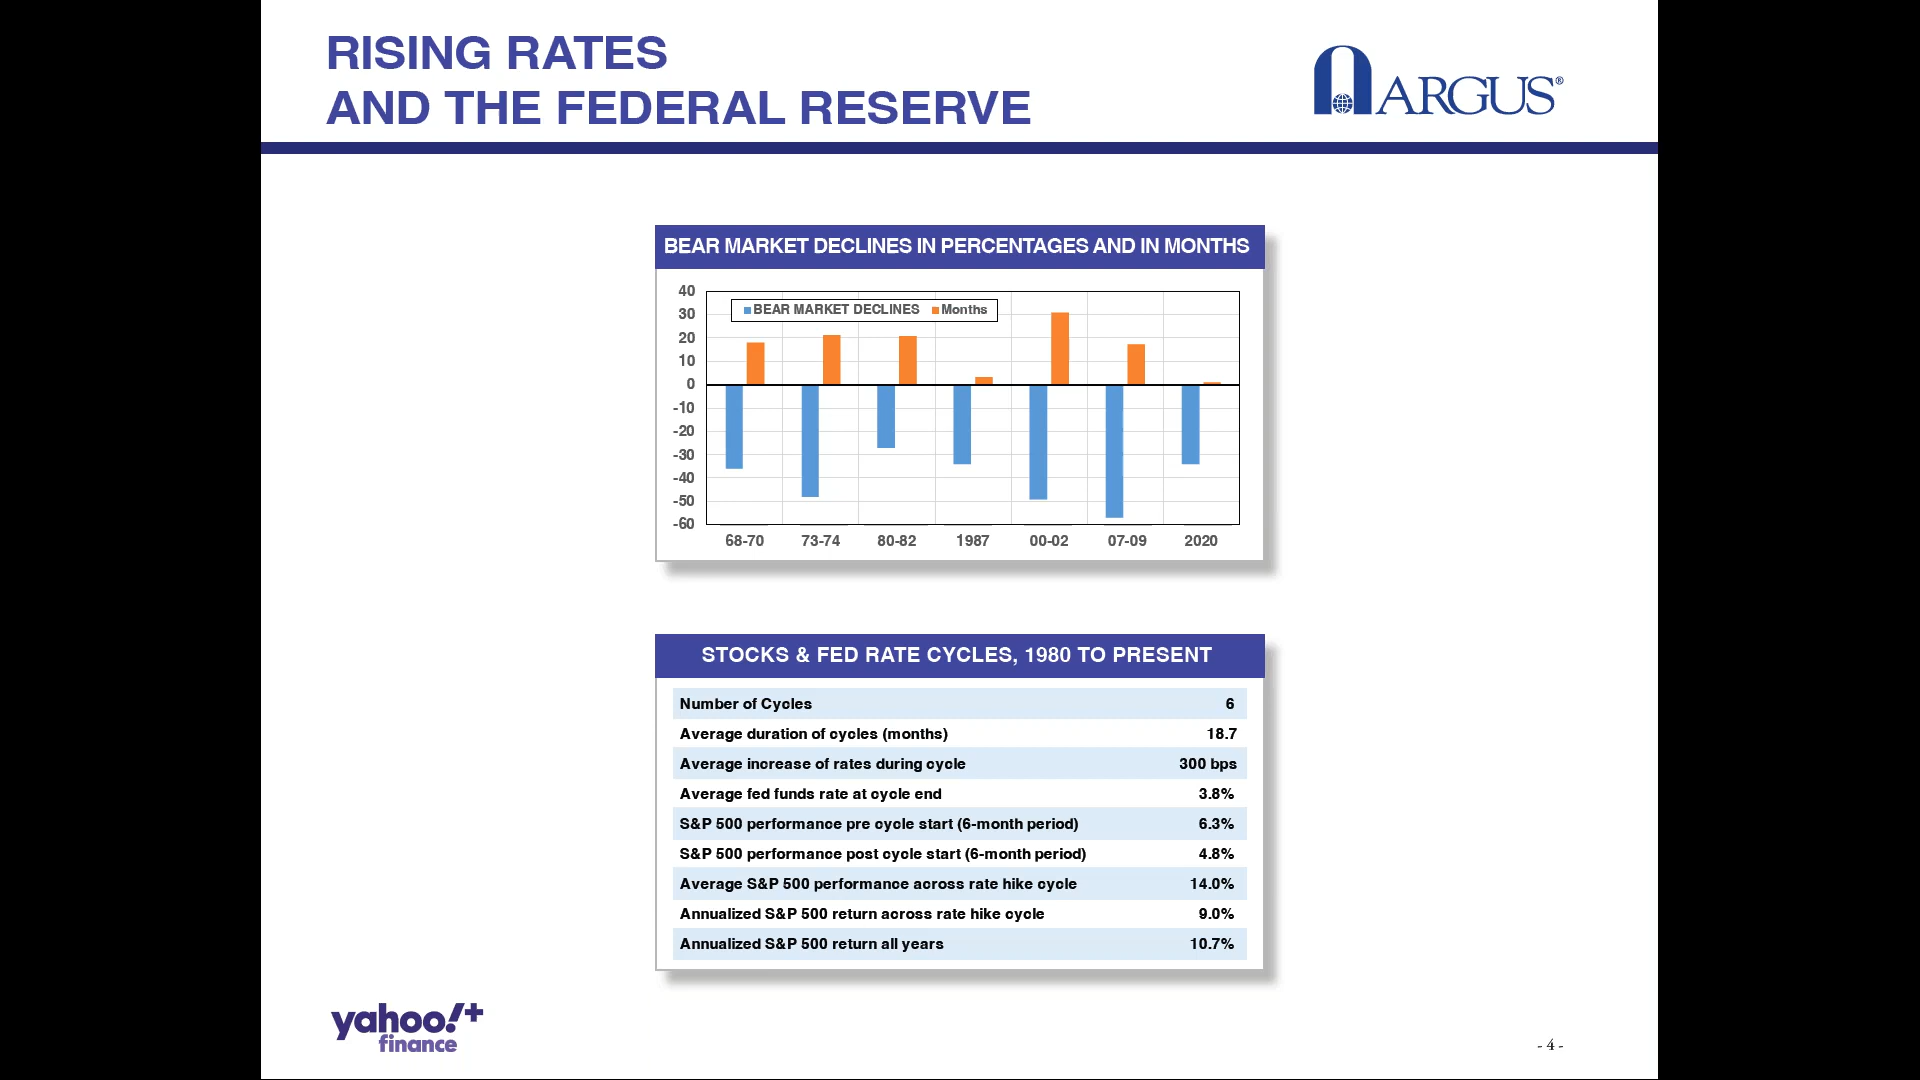 RISING RATES
AND THE FEDERAL RESERVE
ARGUS®
BEAR MARKET DECLINES IN PERCENTAGES AND IN MONTHS
BEAR MARKET DECLINES Months
40
30
20
10
0
-10
-20
-30
-40
-50
-60
68-70 73-74 80-82 1987 00-02 07-09 2020
STOCKS & FED RATE CYCLES, 1980 TO PRESENT
Number of Cycles 6
Average duration of cycles (months) 18.7
Average increase of rates during cycle 300 bps
Average fed funds rate at cycle end 3.8%
S&P 500 performance pre cycle start (6-month period) 6.3%
S&P 500 performance post cycle start (6-month period) 4.8%
Average S&P 500 performance across rate hike cycle 14.0%
Annualized S&P 500 return across rate hike cycle 9.0%
Annualized S&P 500 return all years 10.7%
yahoo!+
finance
- 4 -